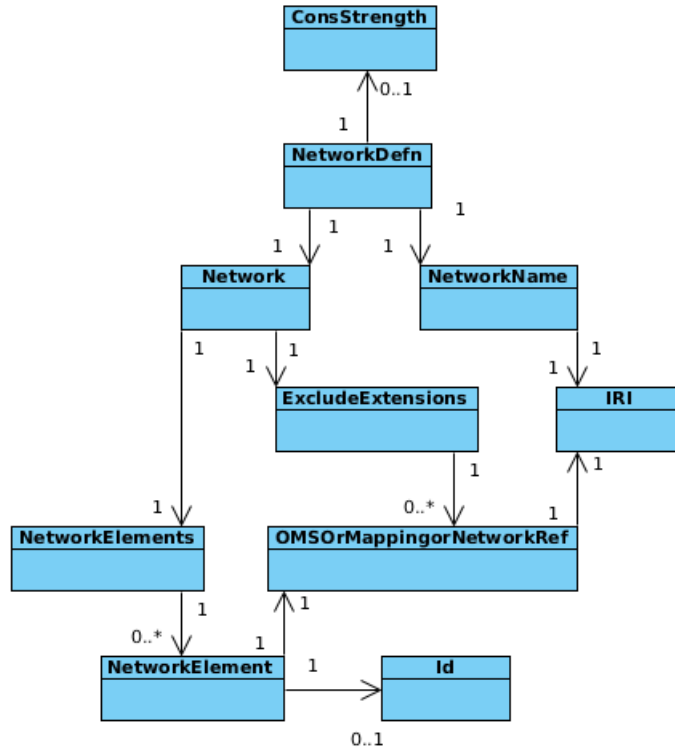 ConsStrength
0..1
1
NetworkDefn
1
1
1
1
Network
NetworkName
1
1
1
1
1
ExcludeExtensions
IRI
1
1
1
0..*
1
NetworkElements
OMSOrMappingorNetworkRef
1
1
0..*
1
1
NetworkElement
Id
0..1